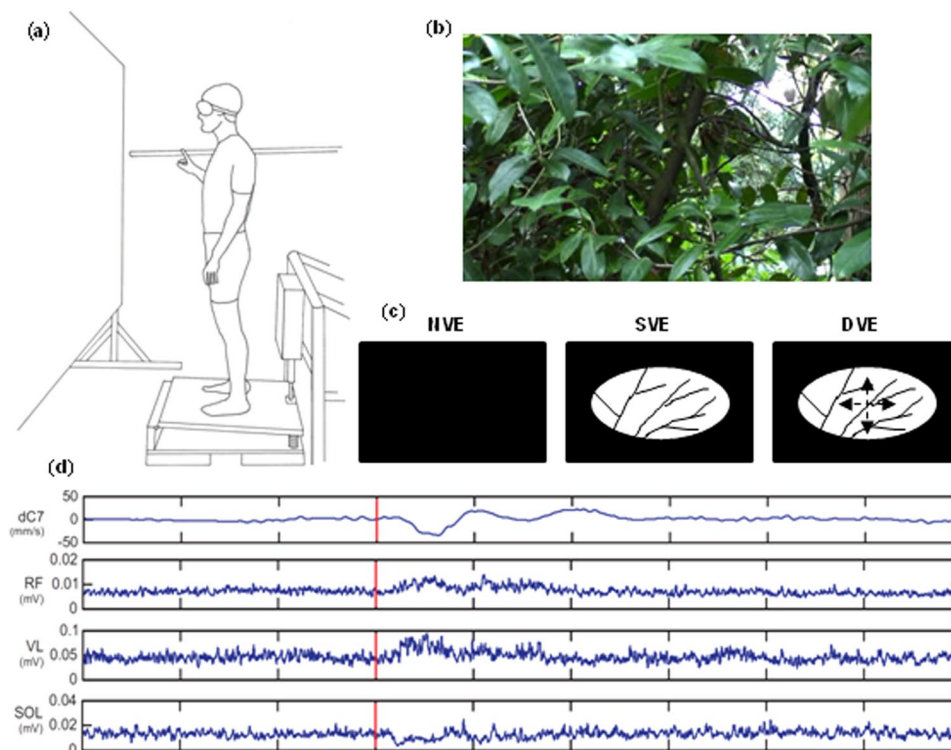 (a)
(b)
(c)
NVE SVE DVE
(d)
50
dC7 0
(mm/s)
-50
0.02
RF 0.01
(mV)
0
0.1
VL 0.05
(mV)
0
0.04
SOL 0.02
(mV)
0